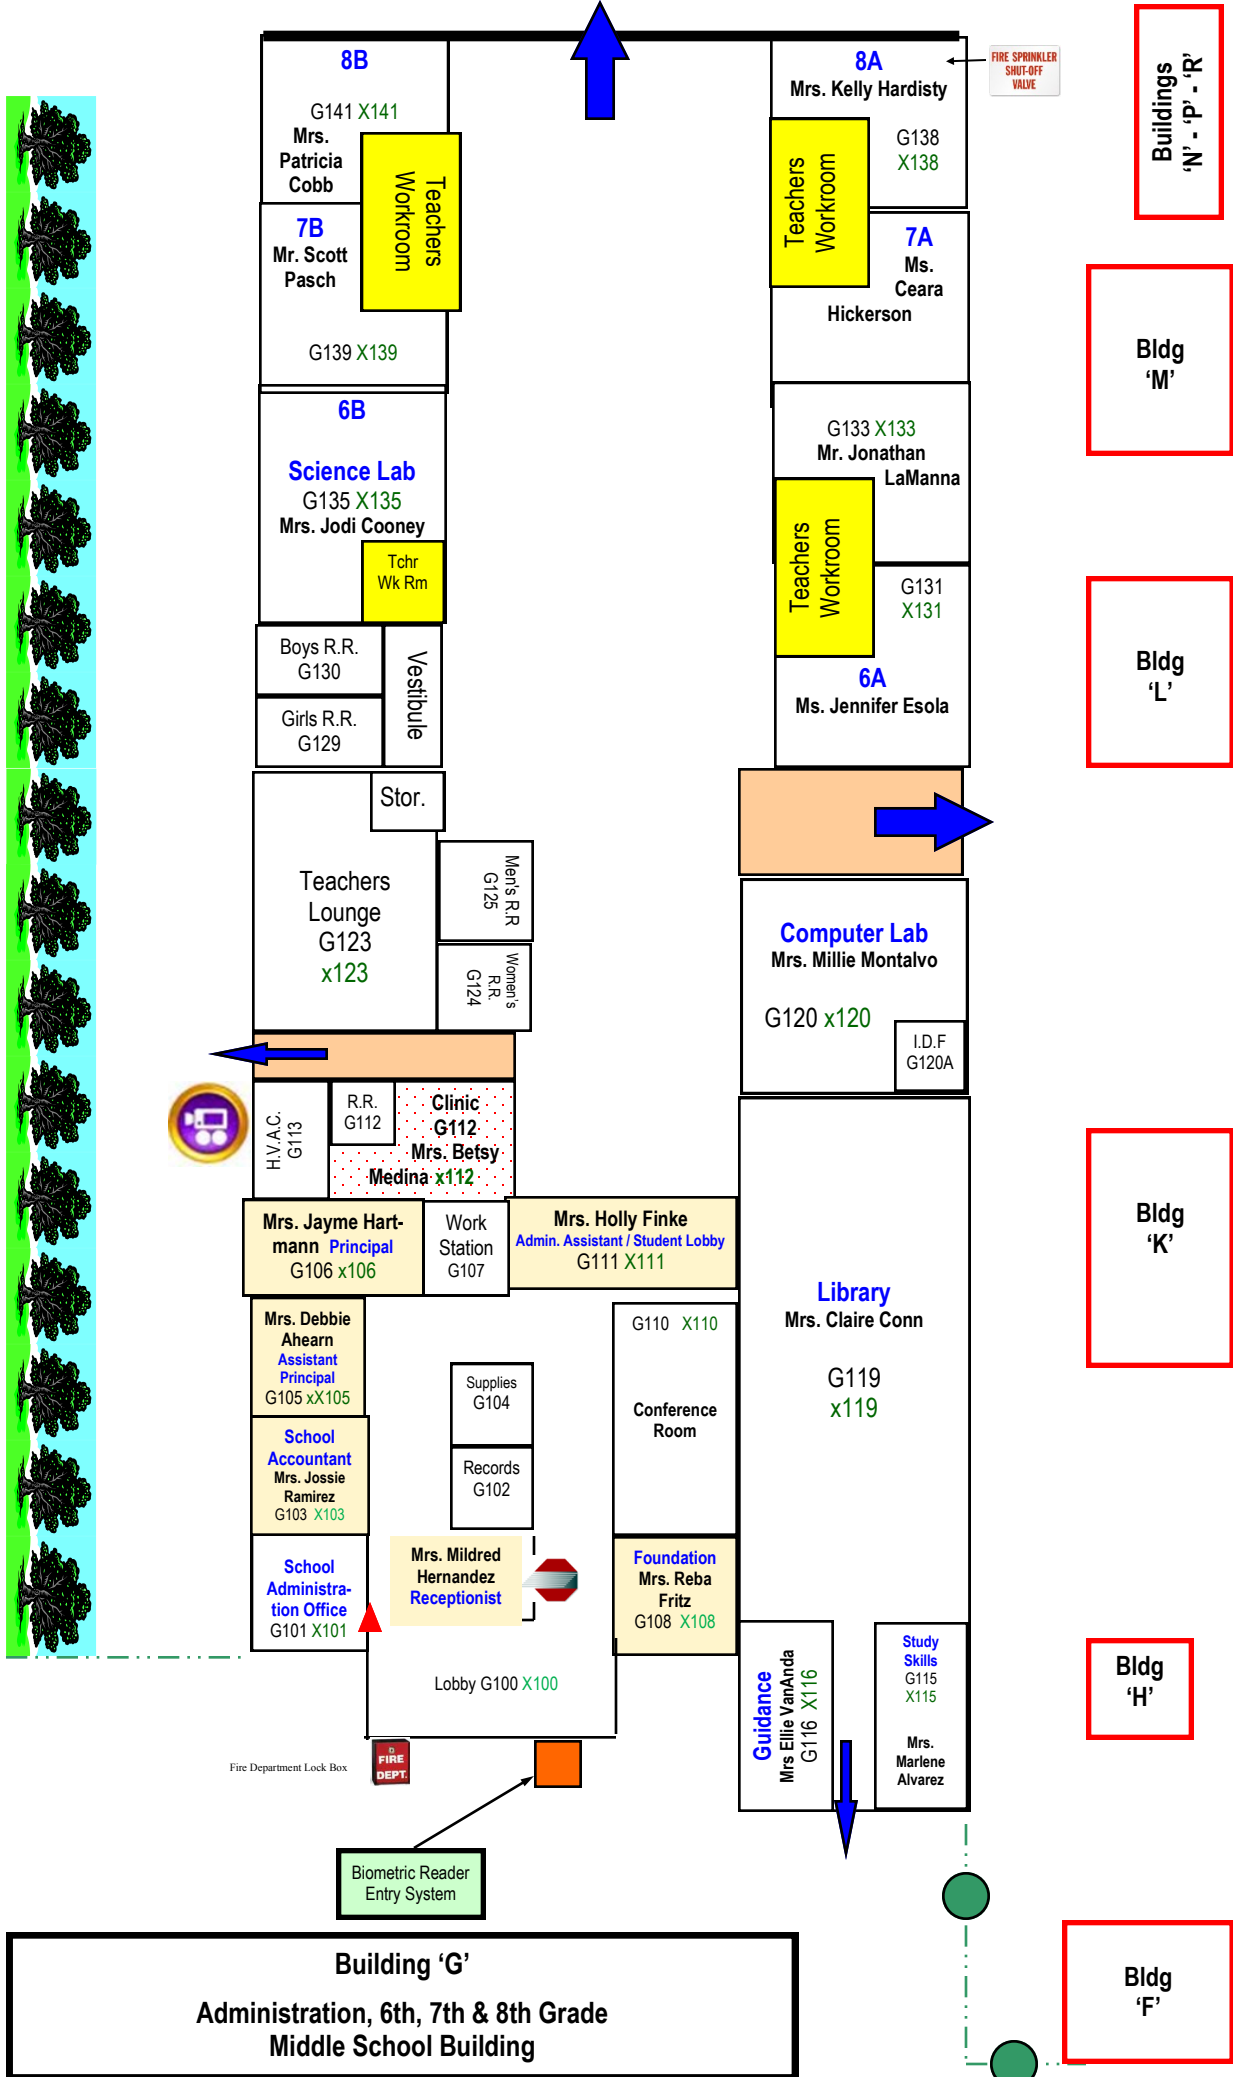 8B
G141 X141
Mrs.
Patricia
Cobb
Teachers
Workroom
7B
Mr. Scott
Pasch
G139 X139
6B
Science Lab
G135 X135
Mrs. Jodi Cooney
Tchr
Wk Rm
Boys R.R.
G130
Girls R.R.
G129
Vestibule
Stor.
Teachers
Lounge
G123
x123
Men's R.R
G125
Women's
R.R.
G124
H.V.A.C.
G113
R.R.
G112
Clinic
G112
Mrs. Betsy
Medina x112
Mrs. Jayme Hart-
mann Principal
G106 x106
Work
Station
G107
Mrs. Holly Finke
Admin. Assistant / Student Lobby
G111 X111
Mrs. Debbie
Ahearn
Assistant
Principal
G105 xX105
School
Accountant
Mrs. Jossie
Ramirez
G103 X103
School
Administra-
tion Office
G101 X101
Supplies
G104
Records
G102
Mrs. Mildred
Hernandez
Receptionist
G110 X110
Conference
Room
Foundation
Mrs. Reba
Fritz
G108 X108
Lobby G100 X100
Fire Department Lock Box
FIRE
DEPT.
Biometric Reader
Entry System
8A
Mrs. Kelly Hardisty
G138
X138
FIRE SPRINKLER
SHUT-OFF
VALVE
Teachers
Workroom
7A
Ms.
Ceara
Hickerson
G133 X133
Mr. Jonathan
LaManna
Teachers
Workroom
G131
X131
6A
Ms. Jennifer Esola
Computer Lab
Mrs. Millie Montalvo
G120 x120
I.D.F
G120A
Library
Mrs. Claire Conn
G119
x119
Guidance
Mrs Ellie VanAnda
G116 X116
Study
Skills
G115
X115
Mrs.
Marlene
Alvarez
Buildings
'N' - 'P' - 'R'
Bldg
‘M’
Bldg
‘L’
Bldg
‘K’
Bldg
‘H’
Bldg
‘F’
Building ‘G’
Administration, 6th, 7th & 8th Grade
Middle School Building